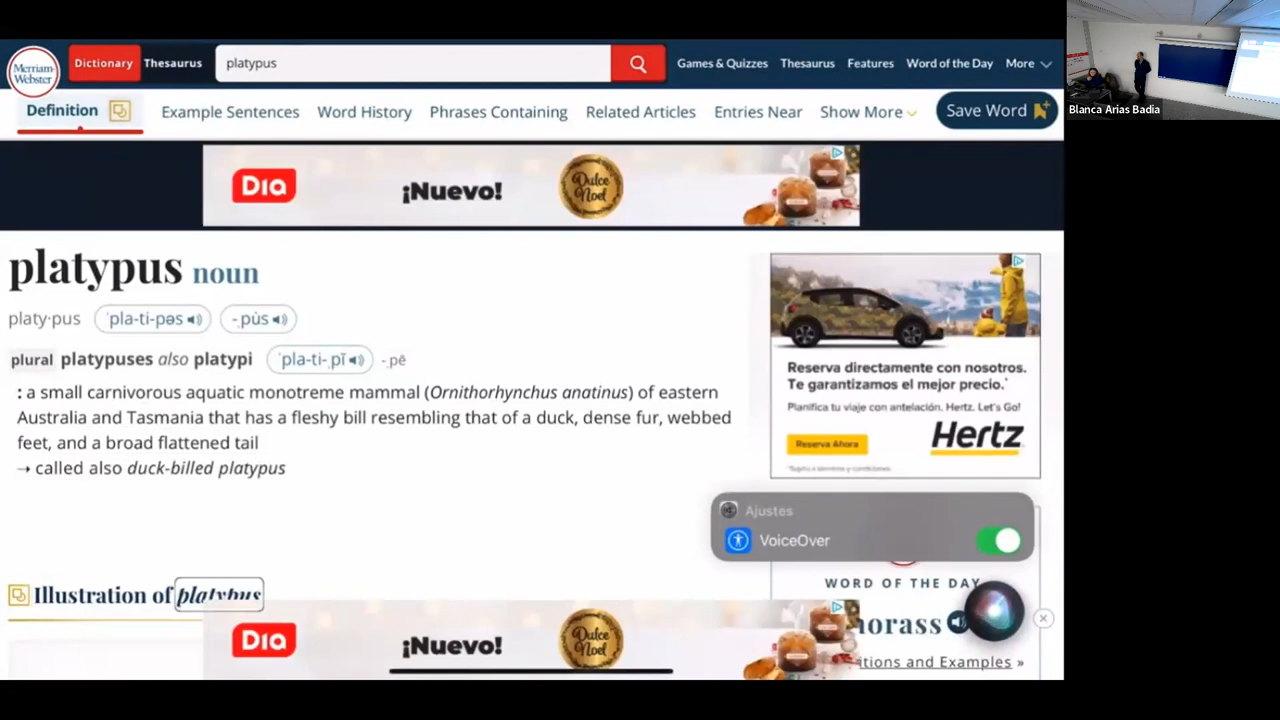 Merriam-
Webster
Dictionary Thesaurus
platypus
Games & Quizzes Thesaurus Features Word of the Day More
Definition Example Sentences Word History Phrases Containing Related Articles Entries Near Show More Save Word
Blanca Arias Badia
Dia ¡Nuevo! Dulce Noel
platypus noun
platy·pus ˈpla-ti-pəs -ˌpu̇s
plural platypuses also platypi ˈpla-ti-ˌpī -ˌpē
: a small carnivorous aquatic monotreme mammal (Ornithorhynchus anatinus) of eastern
Australia and Tasmania that has a fleshy bill resembling that of a duck, dense fur, webbed
feet, and a broad flattened tail
→ called also duck-billed platypus
Reserva directamente con nosotros.
Te garantizamos el mejor precio.*
Planifica tu viaje con antelación. Hertz. Let's Go!
Reserva Ahora Hertz
*Sujeto a términos y condiciones.
Ajustes
VoiceOver
Illustration of platypus
WORD OF THE DAY
orass
itions and Examples »
Dia ¡Nuevo! Dulce Noel